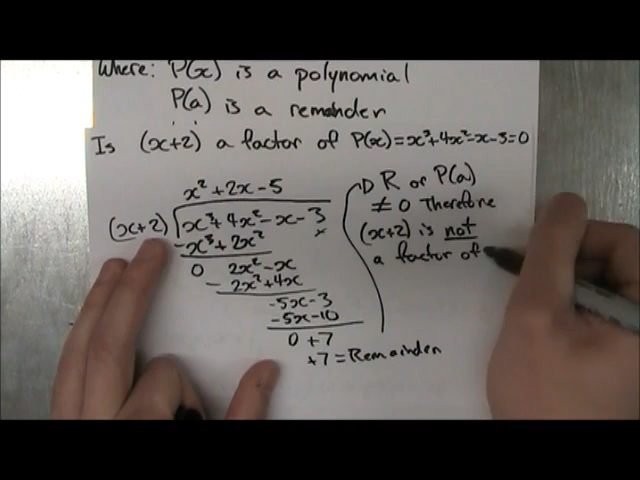 Where: P(x) is a polynomial
P(a) is a remainder
Is (x+2) a factor of P(x)=x³+4x²-x-3=0
x²+2x-5
(x+2) x³+4x²-x-3
-x³+2x²
0 2x²-x
- 2x²+4x
-5x-3
-5x-10
0 +7
+7 = Remainder
R or P(a)
≠ 0 Therefore
(x+2) is not
a factor of